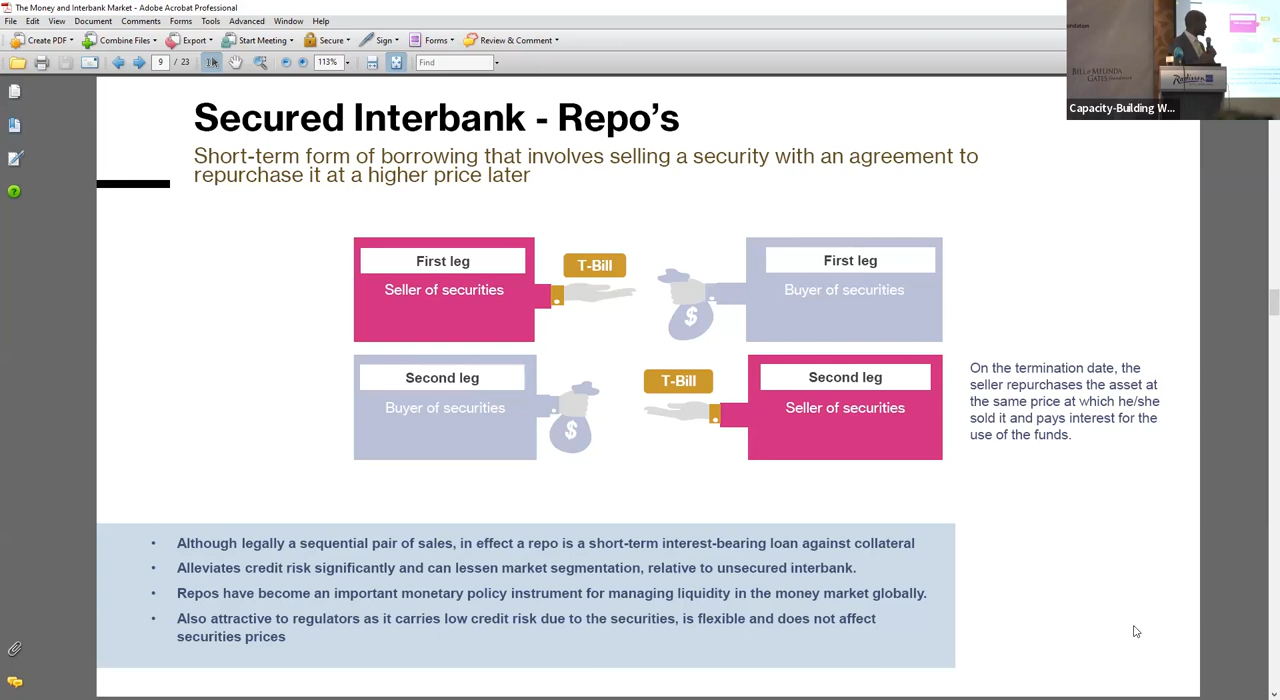 The Money and Interbank Market - Adobe Acrobat Professional
File Edit View Document Comments Forms Tools Advanced Window Help
Create PDF Combine Files Export Start Meeting Secure Sign Forms Review & Comment
9 / 23 113% Find
BILL & MELINDA
GATES foundation
Radisson
Capacity-Building W...
Secured Interbank - Repo's
Short-term form of borrowing that involves selling a security with an agreement to
repurchase it at a higher price later
First leg
Seller of securities
T-Bill
$
First leg
Buyer of securities
Second leg
Buyer of securities
$
T-Bill
Second leg
Seller of securities
On the termination date, the
seller repurchases the asset at
the same price at which he/she
sold it and pays interest for the
use of the funds.
• Although legally a sequential pair of sales, in effect a repo is a short-term interest-bearing loan against collateral
• Alleviates credit risk significantly and can lessen market segmentation, relative to unsecured interbank.
• Repos have become an important monetary policy instrument for managing liquidity in the money market globally.
• Also attractive to regulators as it carries low credit risk due to the securities, is flexible and does not affect
securities prices